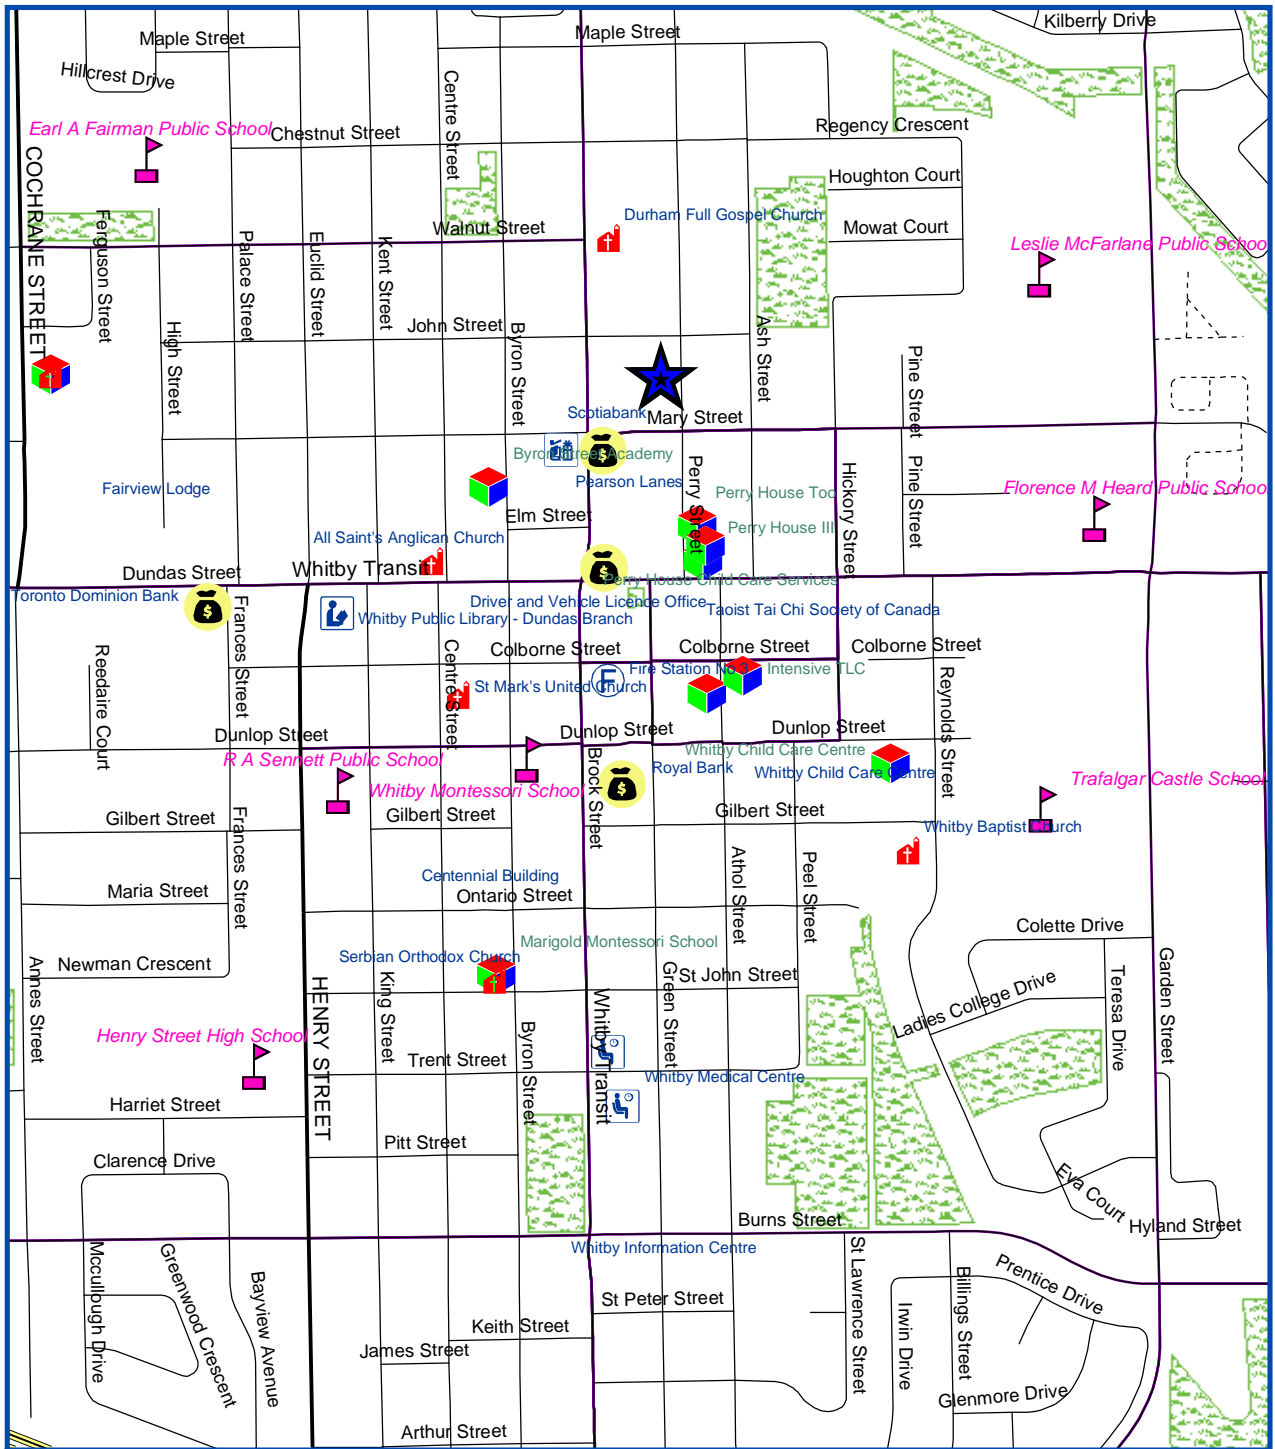 Kilberry Drive
Maple Street
Maple Street
Hillcrest Drive
Centre Street
Earl A Fairman Public School
Chestnut Street
Regency Crescent
COCHRANE STREET
Houghton Court
Ferguson Street
Durham Full Gospel Church
Walnut Street
Mowat Court
Palace Street
Euclid Street
Kent Street
Leslie McFarlane Public Schoo
High Street
John Street
Byron Street
Ash Street
Pine Street
Scotiabank
Mary Street
Byron Street Academy
Pearson Lanes
Perry Street
Perry House Too
Hickory Street
Pine Street
Fairview Lodge
Florence M Heard Public Schoo
Elm Street
Perry House III
All Saint's Anglican Church
Dundas Street
Whitby Transit
Perry House Child Care Services
oronto Dominion Bank
Frances Street
Driver and Vehicle Licence Office
Taoist Tai Chi Society of Canada
Whitby Public Library - Dundas Branch
Reedaire Court
Centre Street
Colborne Street
Colborne Street
Colborne Street
Fire Station No 3
F
Intensive TLC
Reynolds Street
St Mark's United Church
Dunlop Street
Dunlop Street
Dunlop Street
Whitby Child Care Centre
R A Sennett Public School
Brock Street
Royal Bank
Whitby Child Care Centre
Trafalgar Castle School
Whitby Montessori School
Gilbert Street
Frances Street
Gilbert Street
Gilbert Street
Whitby Baptist Church
Athol Street
Peel Street
Centennial Building
Maria Street
Ontario Street
Colette Drive
Marigold Montessori School
Serbian Orthodox Church
Newman Crescent
Annes Street
HENRY STREET
King Street
Green Street
St John Street
Ladies College Drive
Teresa Drive
Garden Street
Whitby Transit
Byron Street
Henry Street High School
Trent Street
Whitby Medical Centre
Harriet Street
Pitt Street
Clarence Drive
Eva Court
Burns Street
Hyland Street
Mccullough Drive
Greenwood Crescent
Bayview Avenue
Whitby Information Centre
St Lawrence Street
Billings Street
Prentice Drive
St Peter Street
Irwin Drive
Keith Street
James Street
Glenmore Drive
Arthur Street